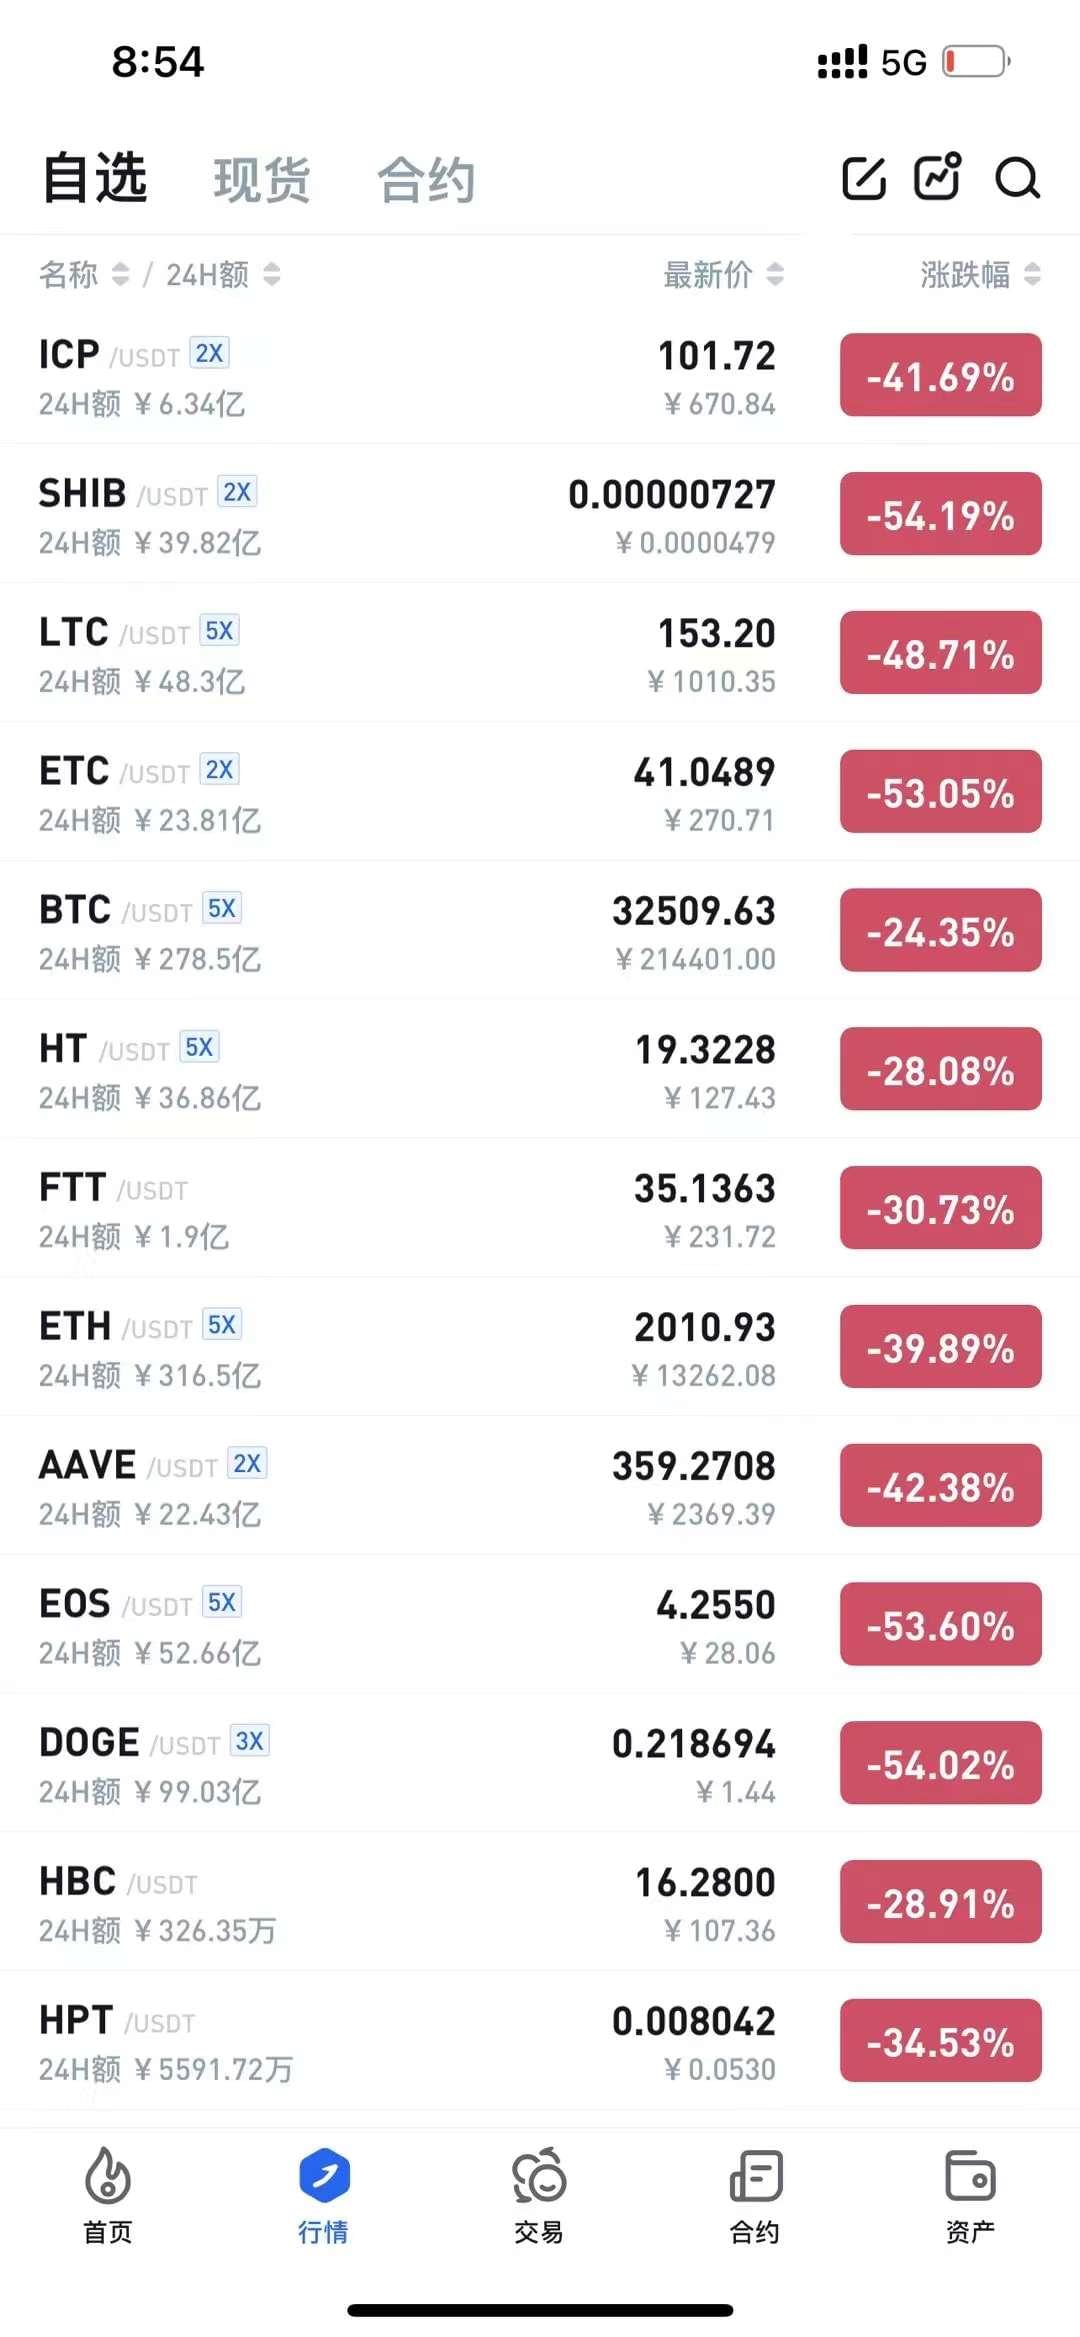 8:54 5G
自选 现货 合约
名称 / 24H额 最新价 涨跌幅
ICP /USDT 2X 101.72 -41.69%
24H额 ¥6.34亿 ¥670.84
SHIB /USDT 2X 0.00000727 -54.19%
24H额 ¥39.82亿 ¥0.0000479
LTC /USDT 5X 153.20 -48.71%
24H额 ¥48.3亿 ¥1010.35
ETC /USDT 2X 41.0489 -53.05%
24H额 ¥23.81亿 ¥270.71
BTC /USDT 5X 32509.63 -24.35%
24H额 ¥278.5亿 ¥214401.00
HT /USDT 5X 19.3228 -28.08%
24H额 ¥36.86亿 ¥127.43
FTT /USDT 35.1363 -30.73%
24H额 ¥1.9亿 ¥231.72
ETH /USDT 5X 2010.93 -39.89%
24H额 ¥316.5亿 ¥13262.08
AAVE /USDT 2X 359.2708 -42.38%
24H额 ¥22.43亿 ¥2369.39
EOS /USDT 5X 4.2550 -53.60%
24H额 ¥52.66亿 ¥28.06
DOGE /USDT 3X 0.218694 -54.02%
24H额 ¥99.03亿 ¥1.44
HBC /USDT 16.2800 -28.91%
24H额 ¥326.35万 ¥107.36
HPT /USDT 0.008042 -34.53%
24H额 ¥5591.72万 ¥0.0530
首页 行情 交易 合约 资产